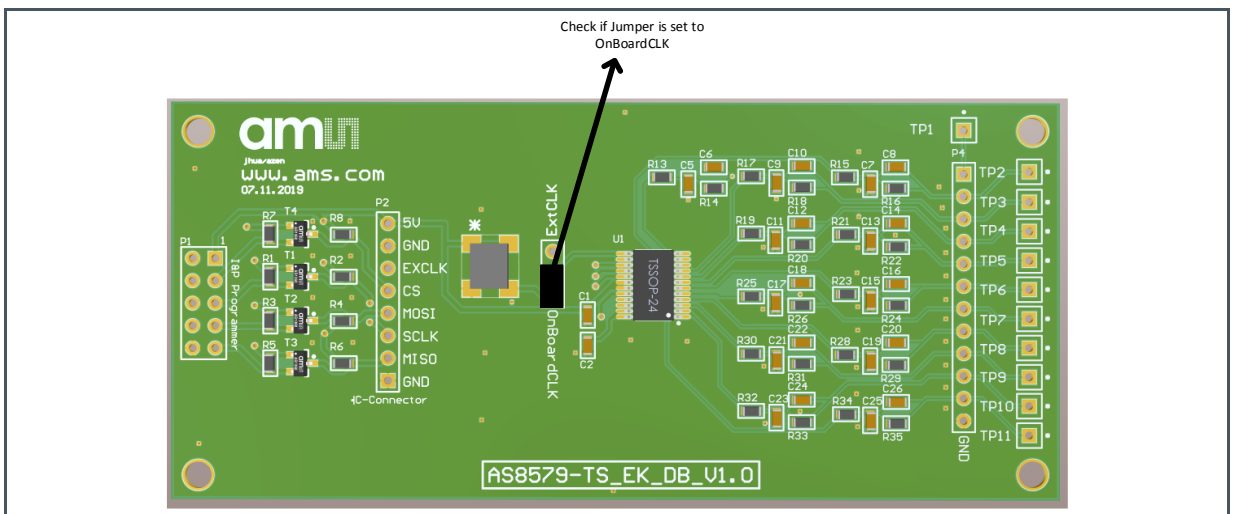 Check if Jumper is set to
OnBoardCLK
amu
jhua/azen
www.ams.com
07.11.2019
TP1
P4
TP2
TP3
TP4
TP5
TP6
TP7
TP8
TP9
TP10
TP11
GND
P1
1
I&P Programmer
R7
T4
R8
R1
T1
R2
R3
T2
R4
R5
T3
R6
P2
5V
GND
EXCLK
CS
MOSI
SCLK
MISO
GND
*
ExtCLK
OnBoardCLK
C1
C2
U1
TSSOP-24
R13
C5
C6
R14
R17
C9
C10
R18
R15
C7
C8
R16
R19
C11
C12
R20
R21
C13
C14
R22
R25
C17
C18
R26
R23
C15
C16
R24
R30
C21
C22
R31
R28
C19
C20
R29
R32
C23
C24
R33
R34
C25
C26
R35
AS8579-TS_EK_DB_V1.0